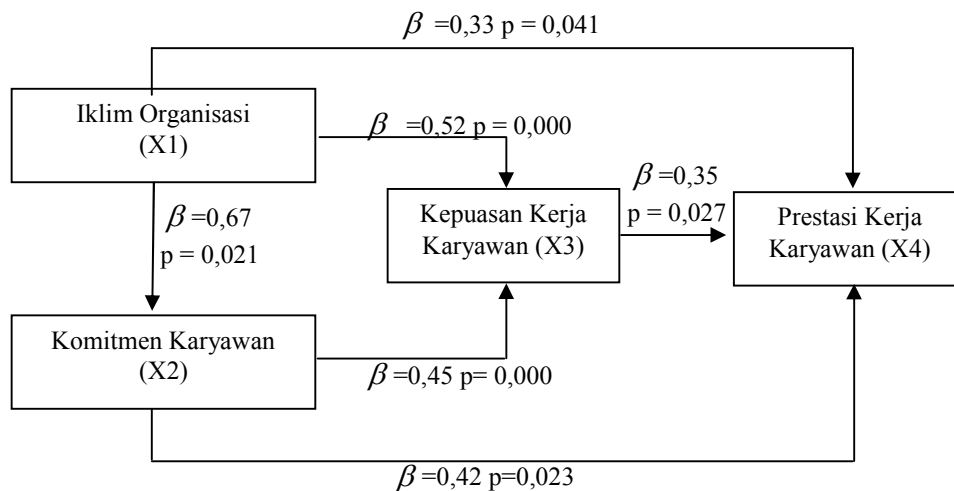 β =0,33 p = 0,041
Iklim Organisasi
(X1)
β =0,52 p = 0,000
β =0,67
p = 0,021
Kepuasan Kerja
Karyawan (X3)
β =0,35
p = 0,027
Prestasi Kerja
Karyawan (X4)
Komitmen Karyawan
(X2)
β =0,45 p= 0,000
β =0,42 p=0,023